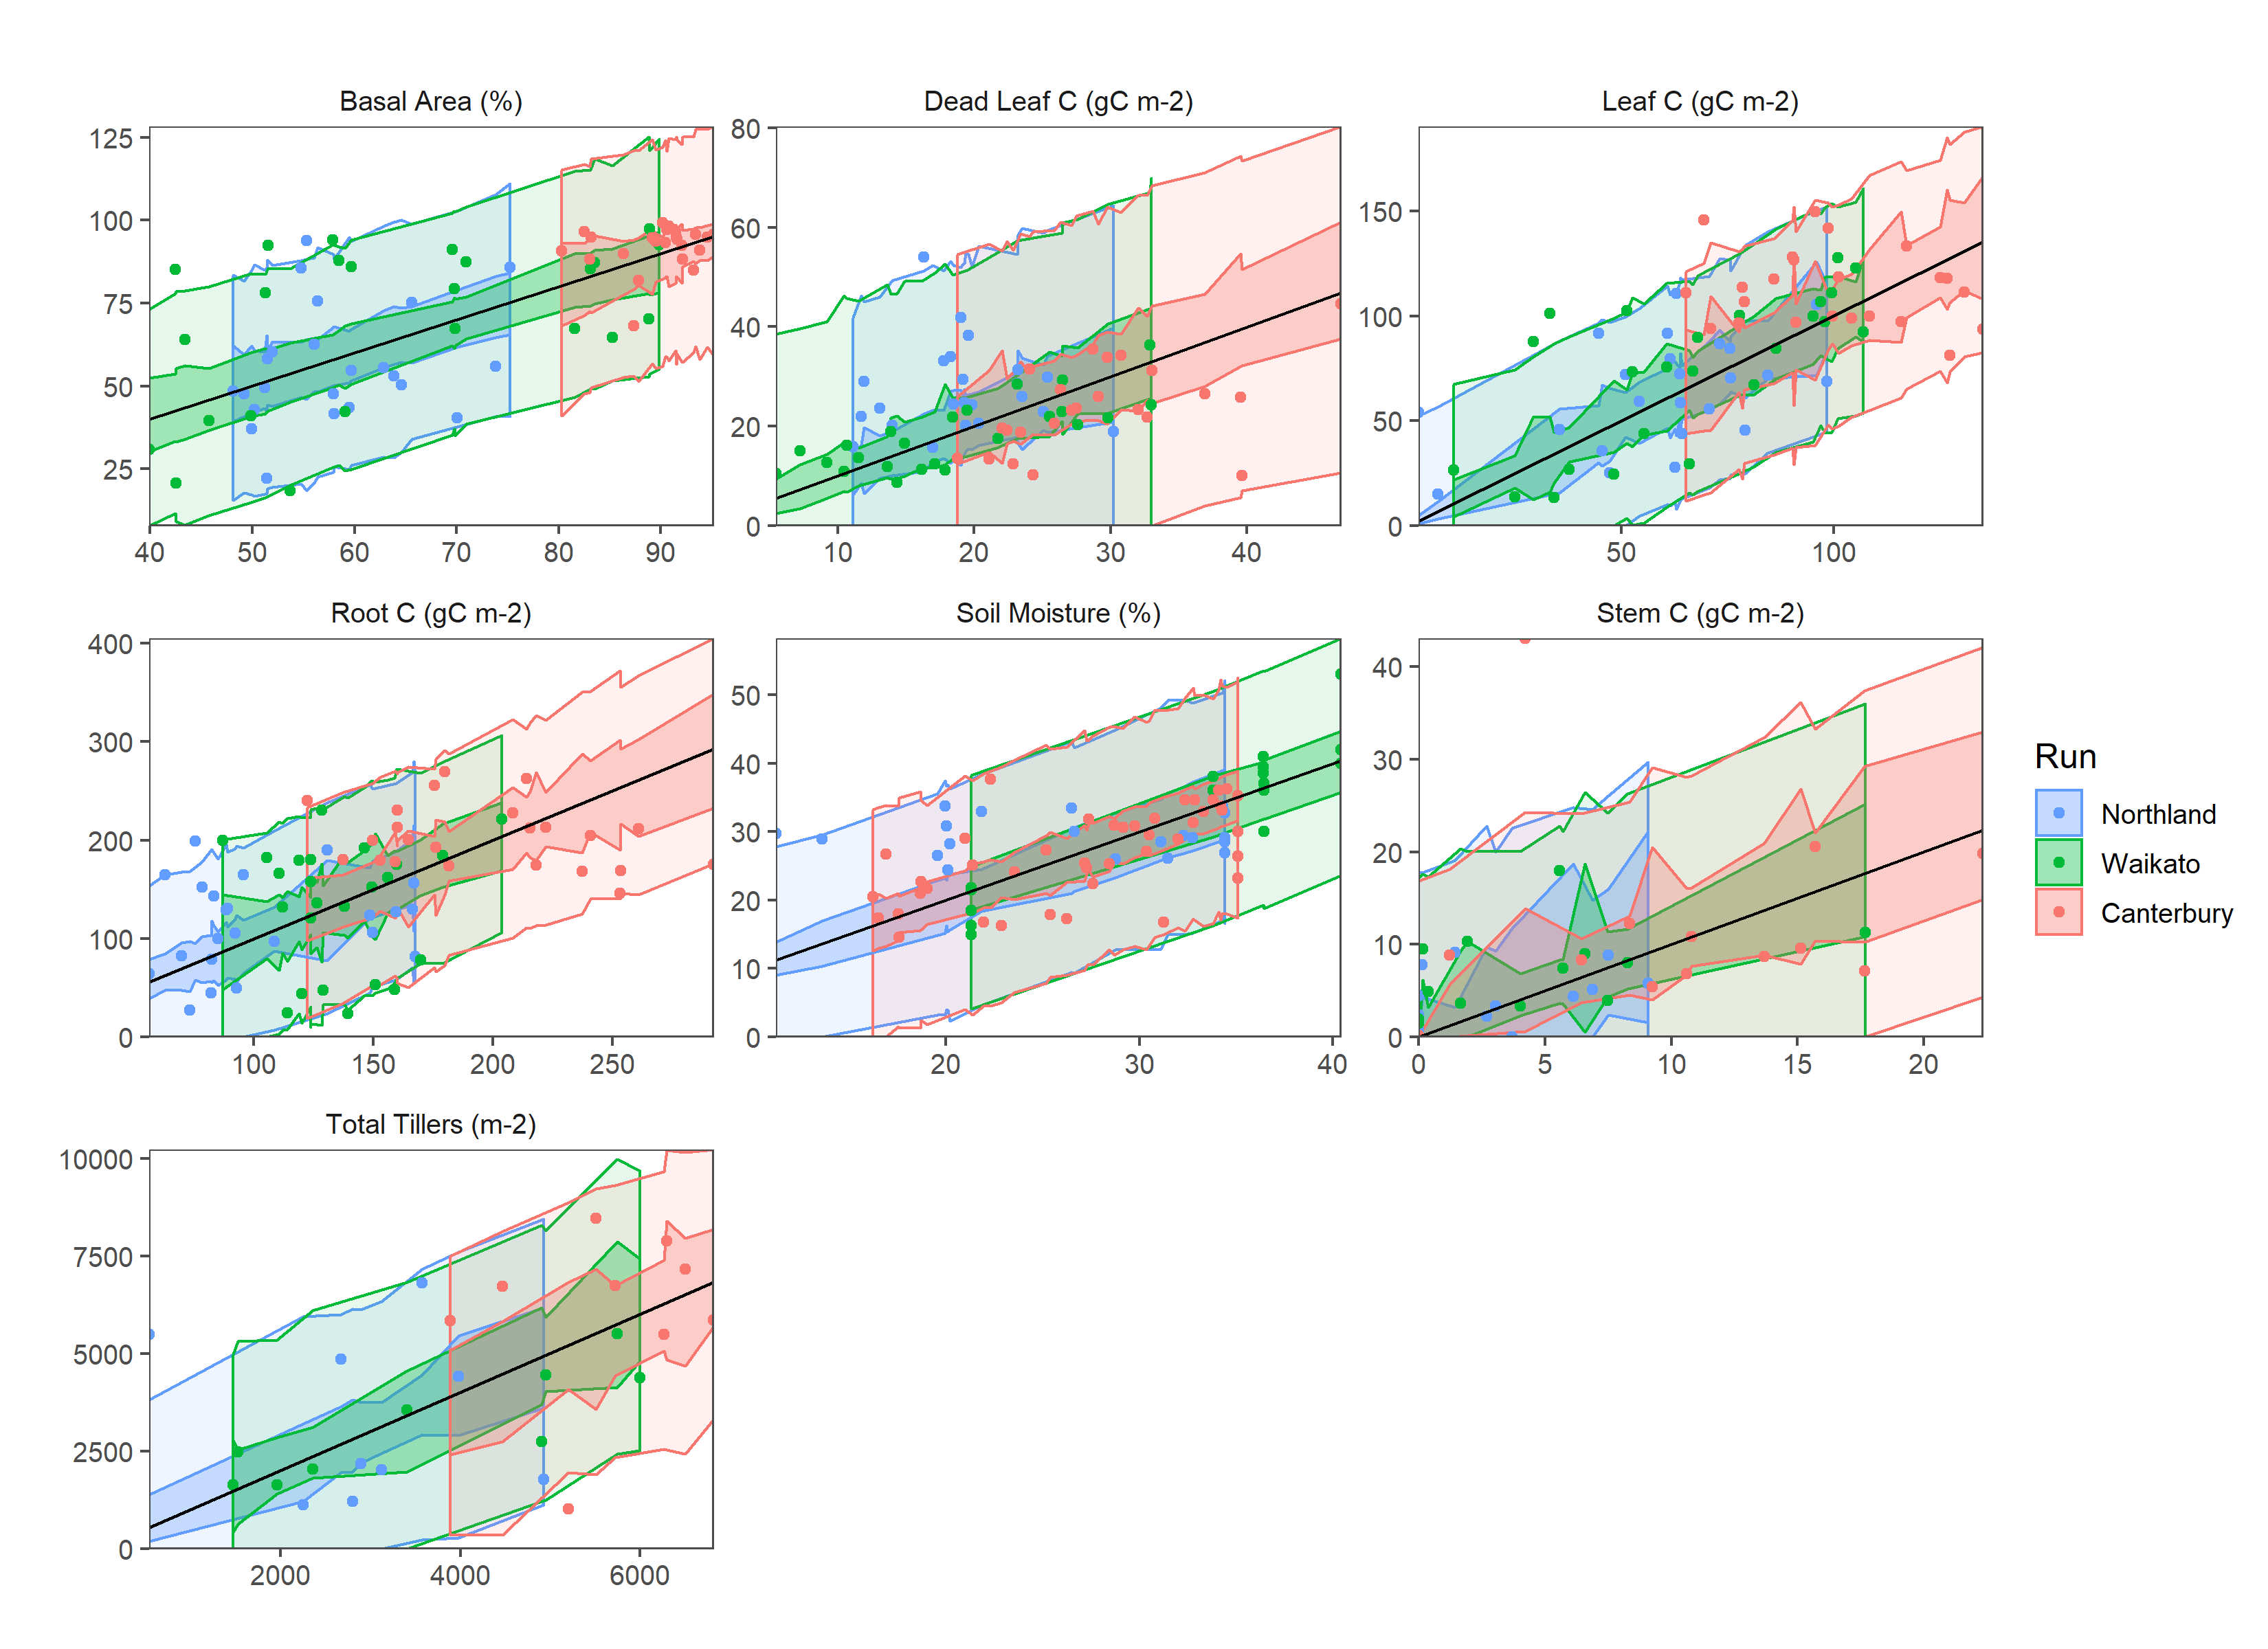 Basal Area (%)
Dead Leaf C (gC m-2)
Leaf C (gC m-2)
125
100
75
50
25
40 50 60 70 80 90
80
60
40
20
0
10 20 30 40
150
100
50
0
50 100
Root C (gC m-2)
Soil Moisture (%)
Stem C (gC m-2)
400
300
200
100
0
100 150 200 250
50
40
30
20
10
0
20 30 40
40
30
20
10
0
0 5 10 15 20
Run
Northland
Waikato
Canterbury
Total Tillers (m-2)
10000
7500
5000
2500
0
2000 4000 6000